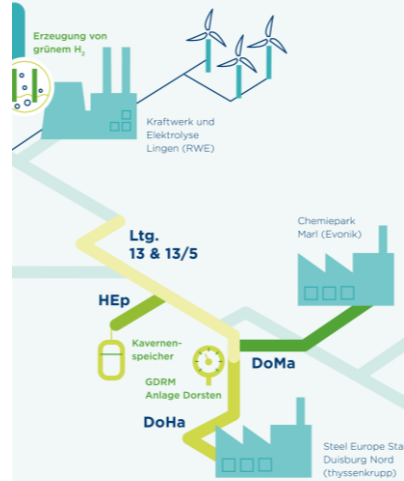 Erzeugung von
grünem H₂
Kraftwerk und
Elektrolyse
Lingen (RWE)
Chemiepark
Marl (Evonik)
Ltg.
13 & 13/5
HEp
Kavernen-
speicher
GDRM
Anlage Dorsten
DoMa
DoHa
Steel Europe Sta
Duisburg Nord
(thyssenkrupp)